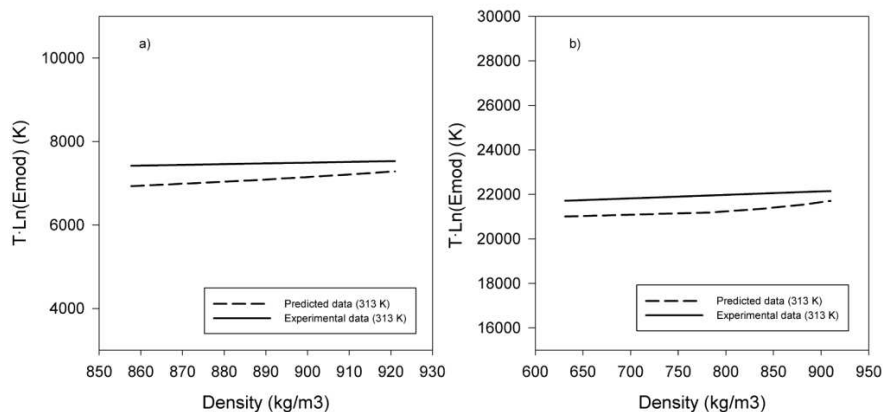 a)
T·Ln(Emod) (K)
10000
8000
6000
4000
Predicted data (313 K)
Experimental data (313 K)
850 860 870 880 890 900 910 920 930
Density (kg/m3)
b)
T·Ln(Emod) (K)
30000
28000
26000
24000
22000
20000
18000
16000
Predicted data (313 K)
Experimental data (313 K)
600 650 700 750 800 850 900 950
Density (kg/m3)